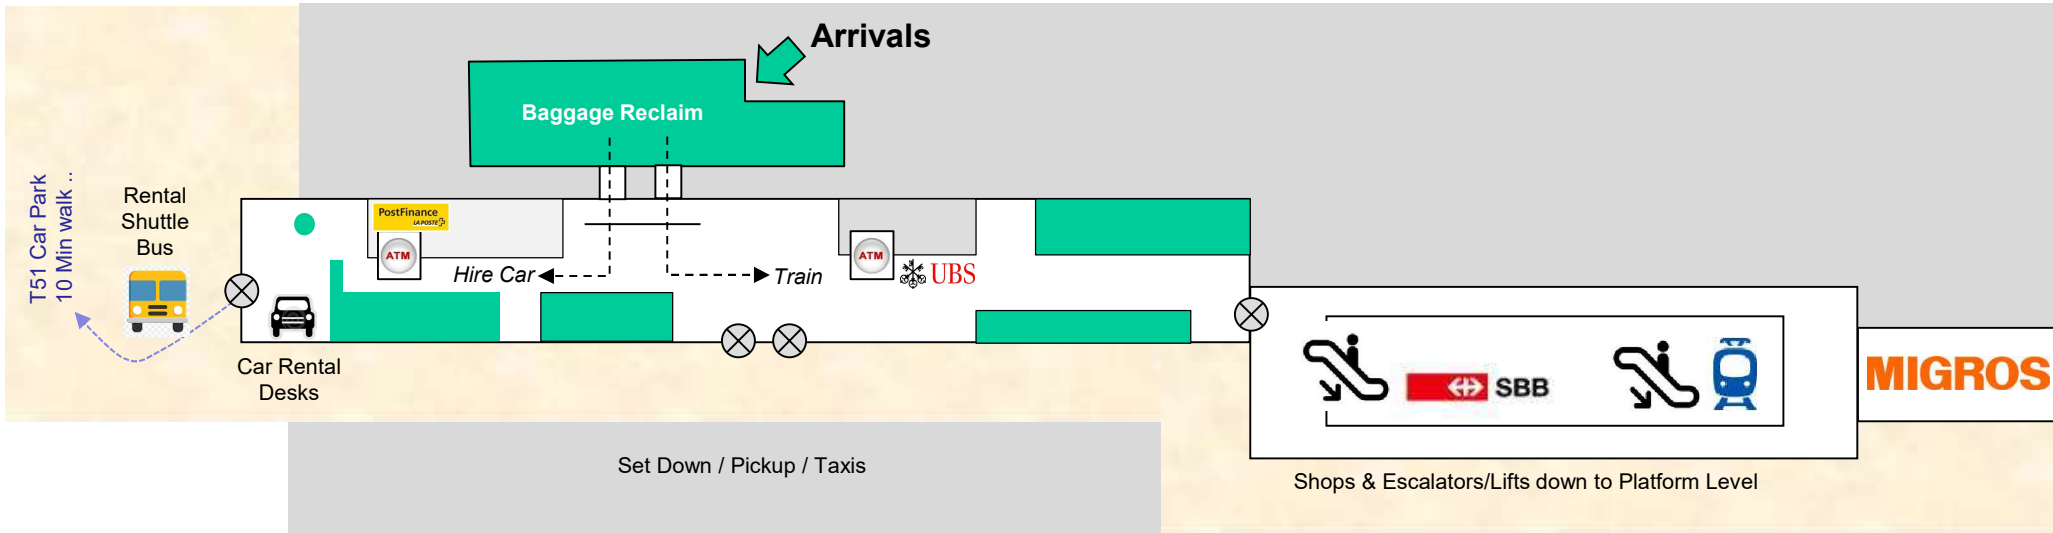 Arrivals
Baggage Reclaim
T51 Car Park
10 Min walk ..
Rental
Shuttle
Bus
PostFinance
LA POSTE
ATM
Hire Car
Train
ATM
UBS
Car Rental
Desks
SBB
MIGROS
Set Down / Pickup / Taxis
Shops & Escalators/Lifts down to Platform Level